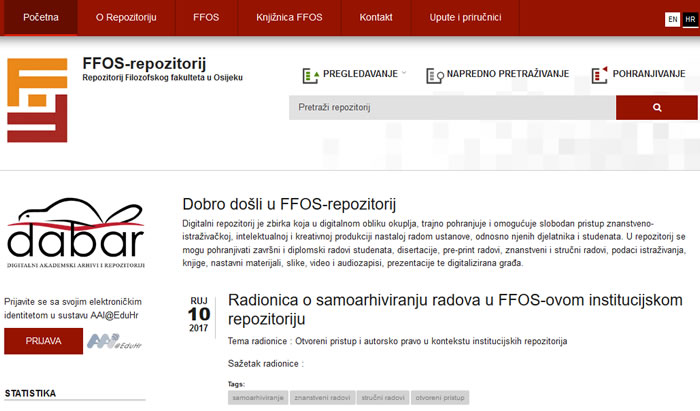 Početna O Repozitoriju FFOS Knjižnica FFOS Kontakt Upute i priručnici EN HR
FFOS-repozitorij
Repozitorij Filozofskog fakulteta u Osijeku
PREGLEDAVANJE NAPREDNO PRETRAŽIVANJE POHRANJIVANJE
Pretraži repozitorij
dabar
DIGITALNI AKADEMSKI ARHIVI I REPOZITORIJI
Prijavite se sa svojim elektroničkim
identitetom u sustavu AAI@EduHr
PRIJAVA AAI@EduHr
STATISTIKA
Dobro došli u FFOS-repozitorij
Digitalni repozitorij je zbirka koja u digitalnom obliku okuplja, trajno pohranjuje i omogućuje slobodan pristup znanstveno-
istraživačkoj, intelektualnoj i kreativnoj produkciji nastaloj radom ustanove, odnosno njenih djelatnika i studenata. U repozitorij se
mogu pohranjivati završni i diplomski radovi studenata, disertacije, pre-print radovi, znanstveni i stručni radovi, podaci istraživanja,
knjige, nastavni materijali, slike, video i audiozapisi, prezentacije te digitalizirana građa.
RUJ
10
2017
Radionica o samoarhiviranju radova u FFOS-ovom institucijskom
repozitoriju
Tema radionice : Otvoreni pristup i autorsko pravo u kontekstu institucijskih repozitorija
Sažetak radionice :
Tags:
samoarhiviranje znanstveni radovi stručni radovi otvoreni pristup